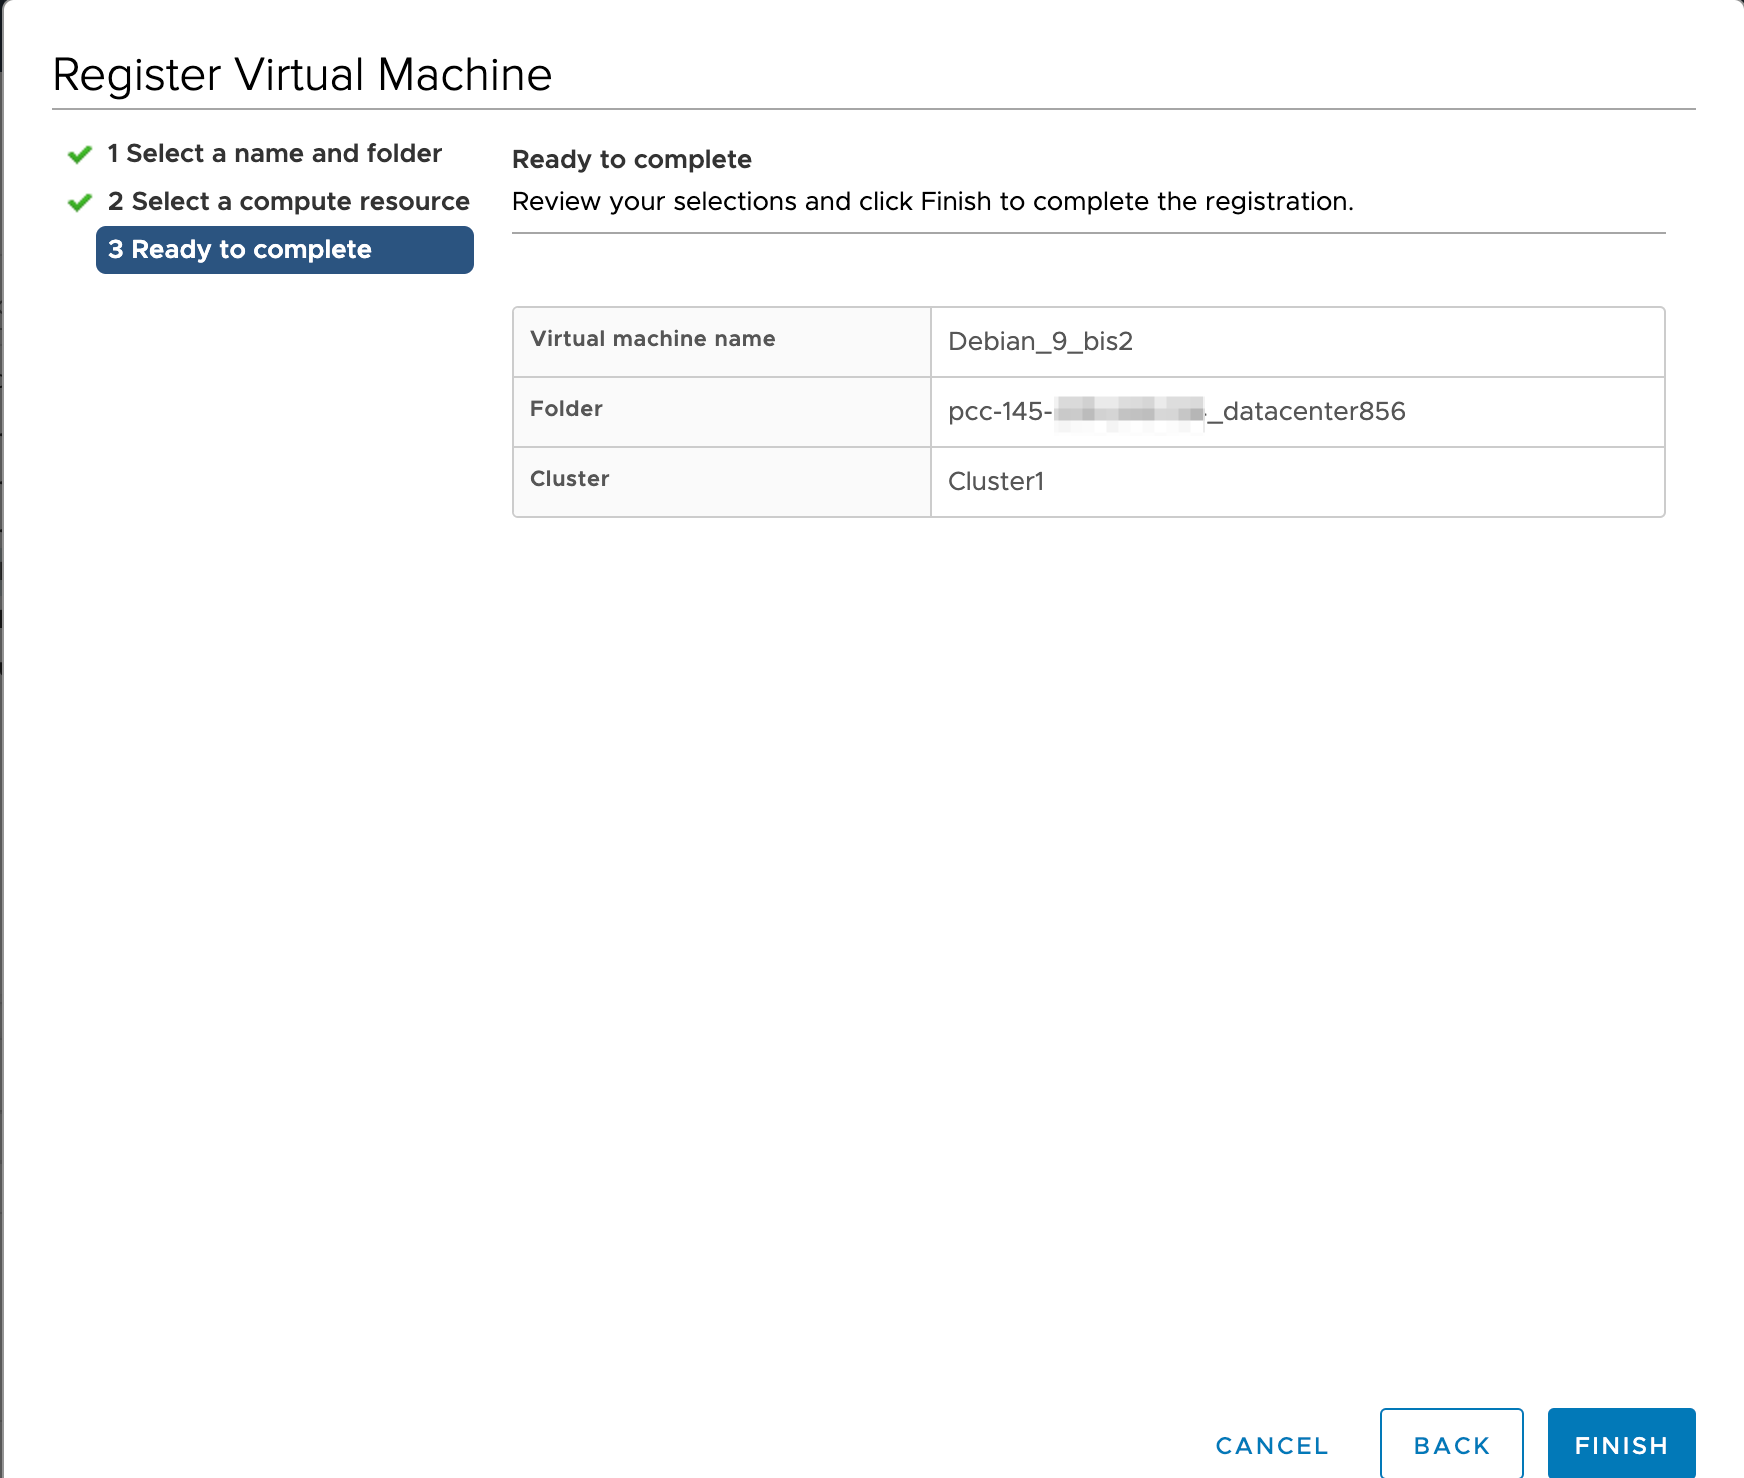 Register Virtual Machine
1 Select a name and folder
2 Select a compute resource
3 Ready to complete
Ready to complete
Review your selections and click Finish to complete the registration.
Virtual machine name Debian_9_bis2
Folder pcc-145- _datacenter856
Cluster Cluster1
CANCEL BACK FINISH